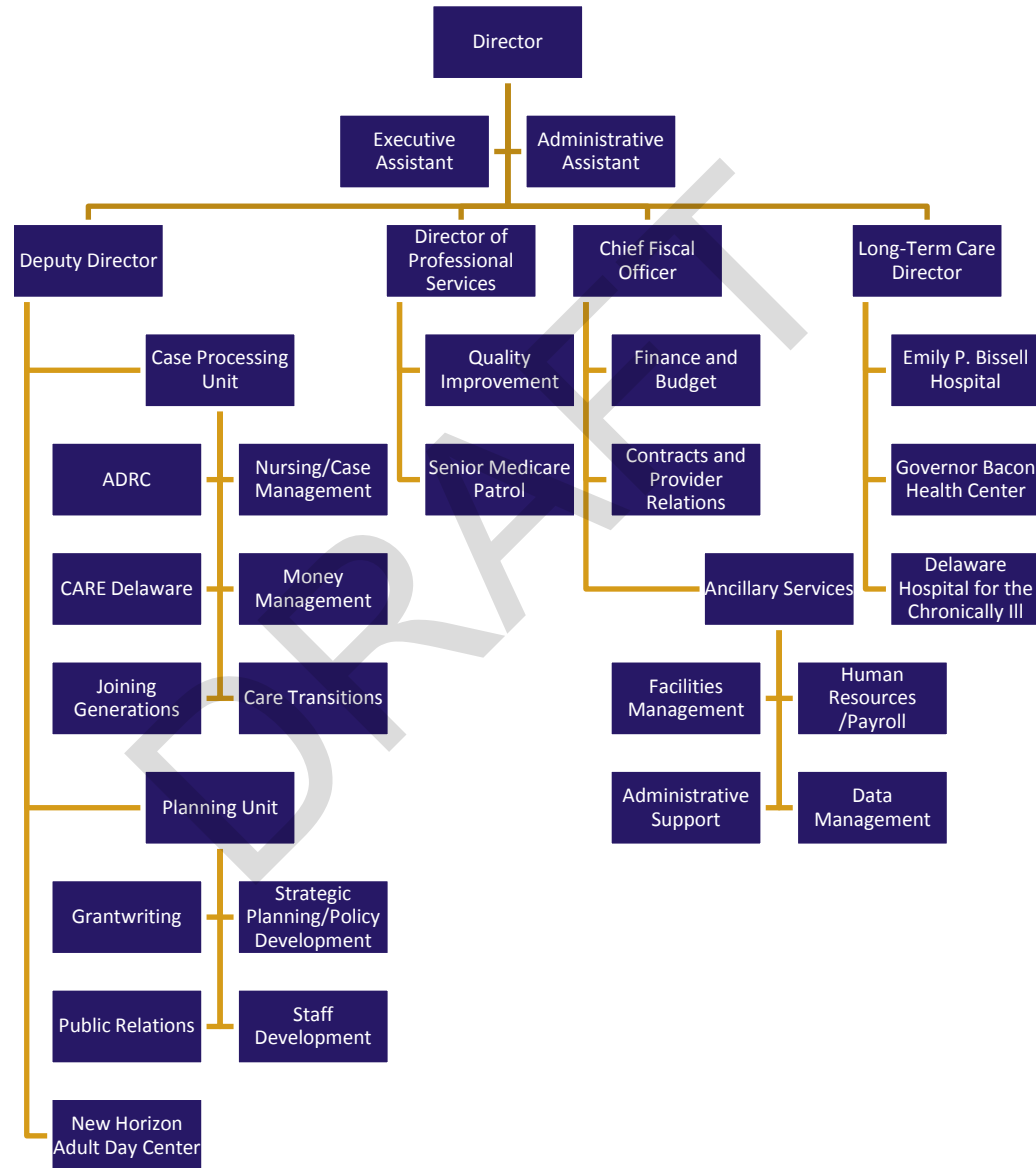 Director
Executive
Assistant
Administrative
Assistant
Deputy Director
Director of
Professional
Services
Chief Fiscal
Officer
Long-Term Care
Director
Case Processing
Unit
Quality
Improvement
Finance and
Budget
Emily P. Bissell
Hospital
ADRC
Nursing/Case
Management
Senior Medicare
Patrol
Contracts and
Provider
Relations
Governor Bacon
Health Center
CARE Delaware
Money
Management
Ancillary Services
Delaware
Hospital for the
Chronically Ill
Joining
Generations
Care Transitions
Facilities
Management
Human
Resources
/Payroll
Planning Unit
Administrative
Support
Data
Management
Grantwriting
Strategic
Planning/Policy
Development
Public Relations
Staff
Development
New Horizon
Adult Day Center
DRAFT